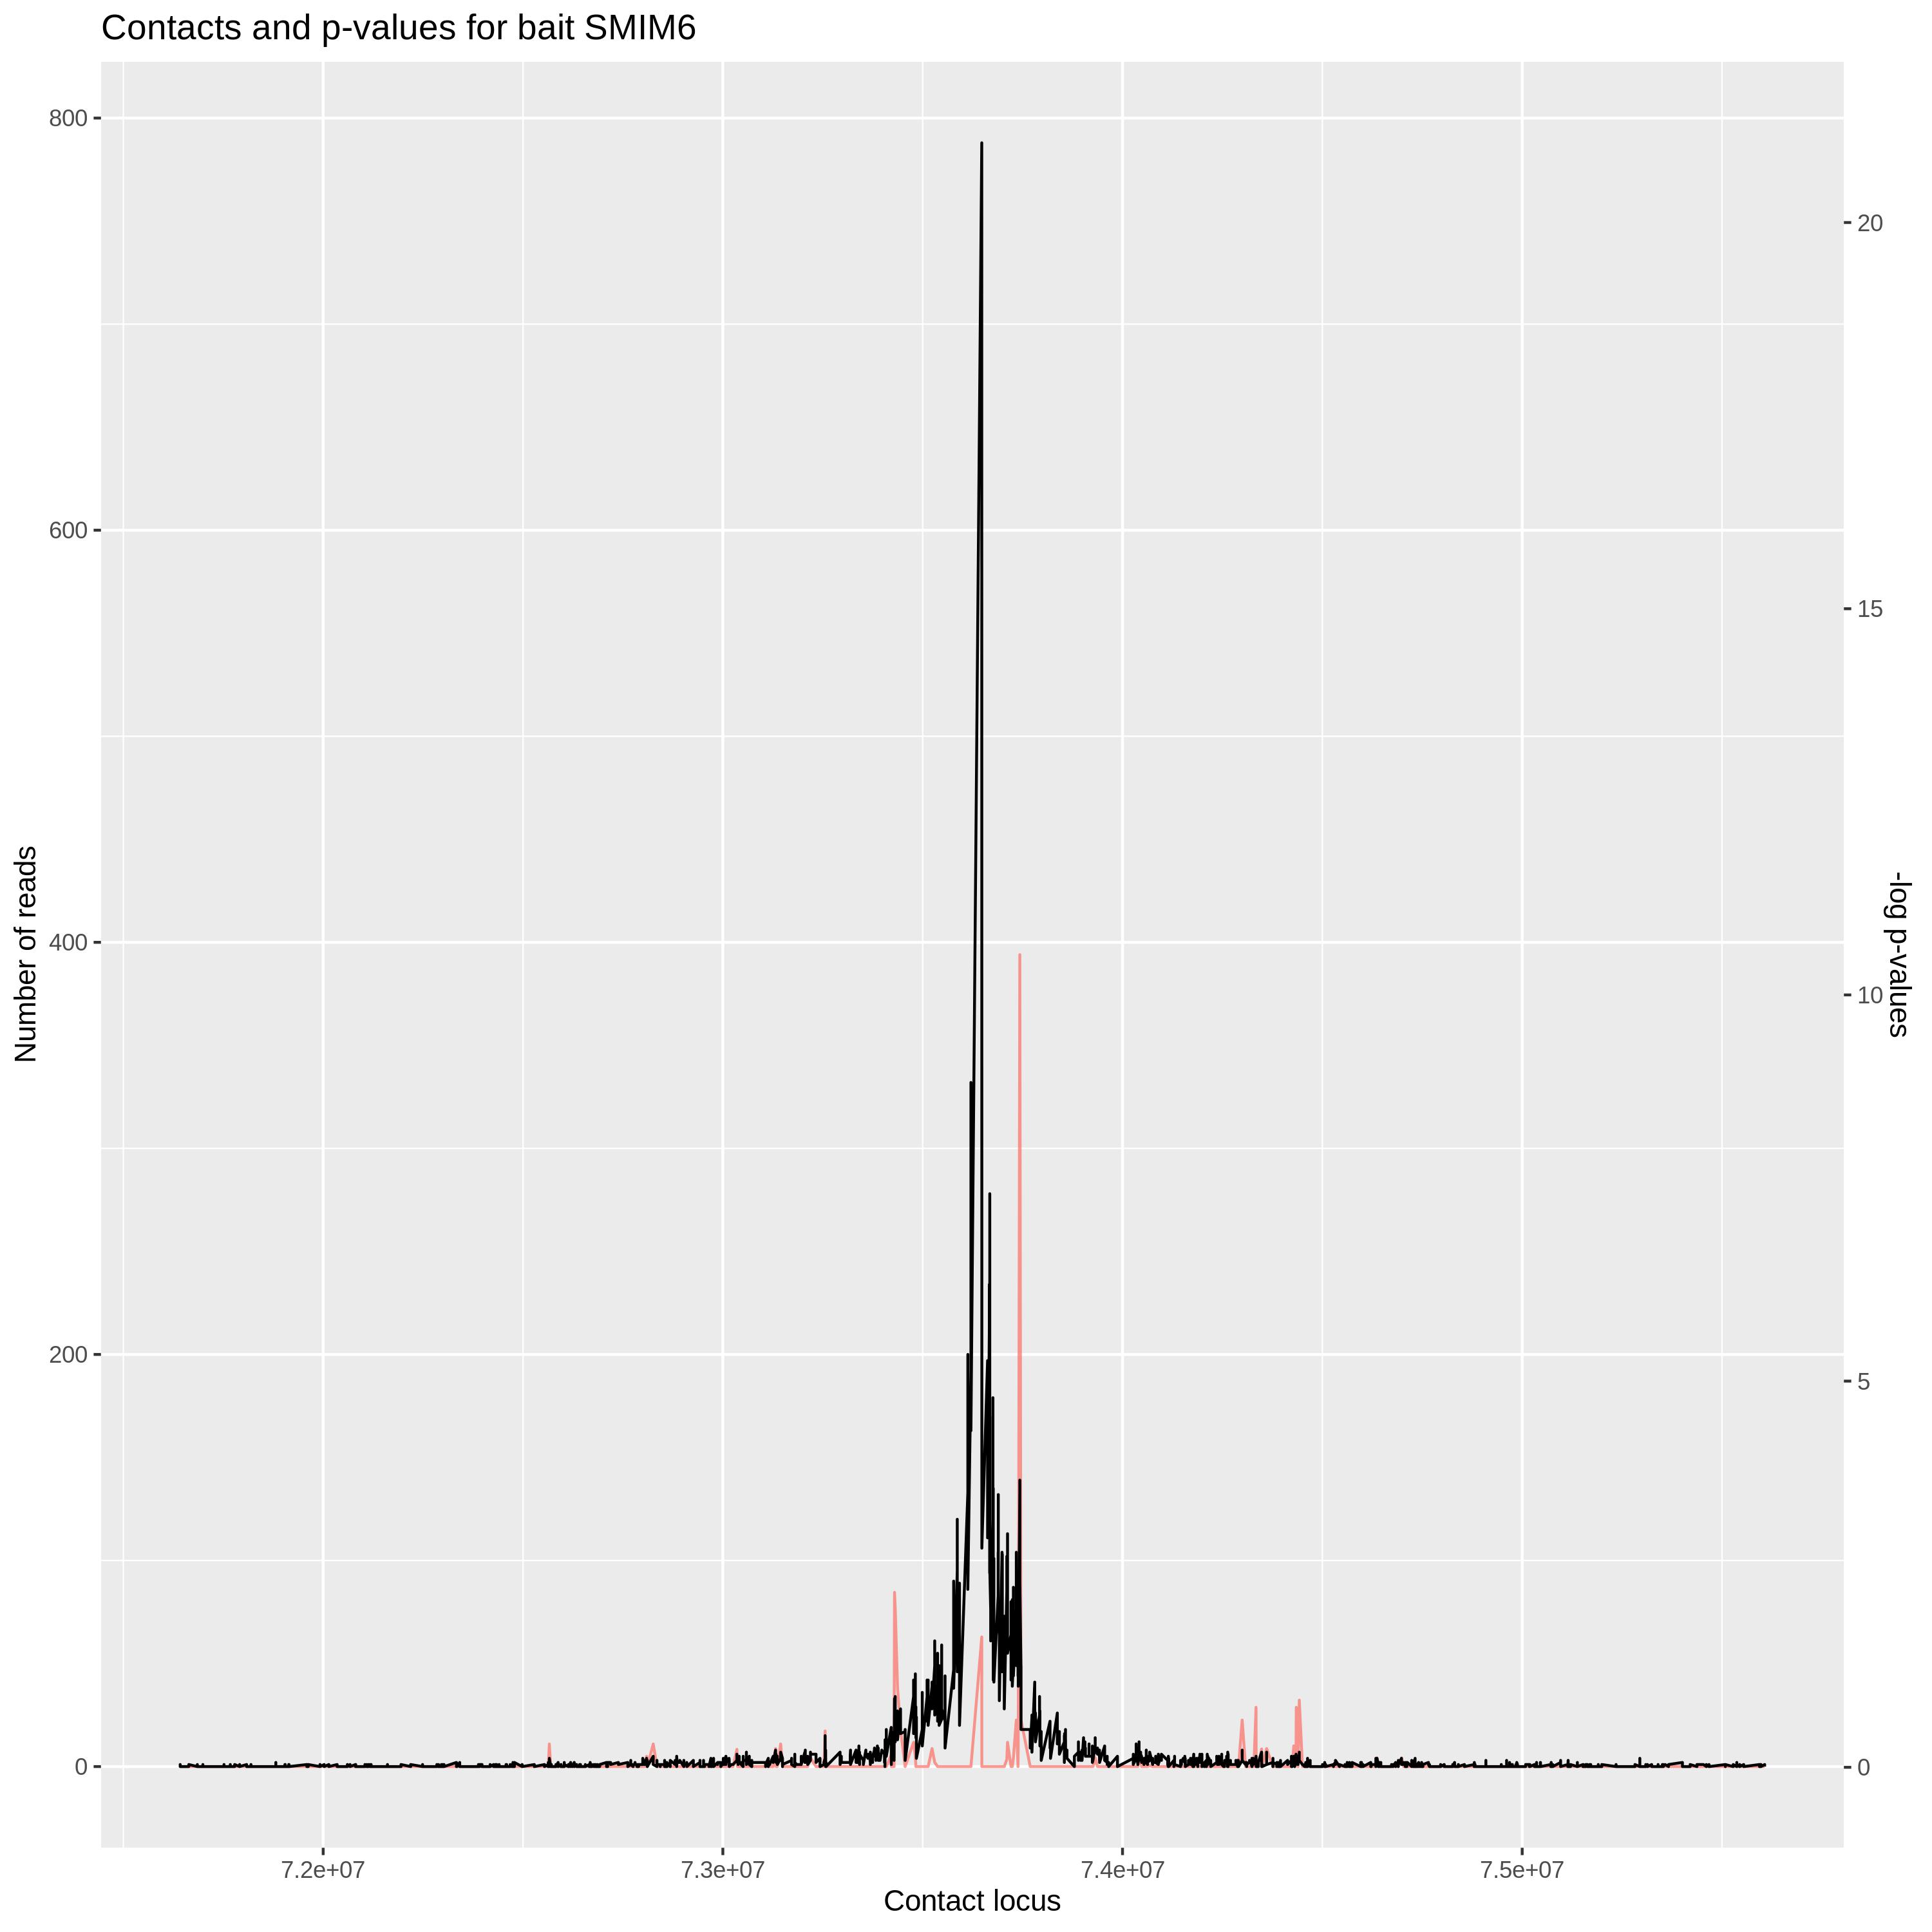 Contacts and p-values for bait SMIM6
800
600
400
200
0
Number of reads
20
15
10
5
0
-log p-values
7.2e+07
7.3e+07
7.4e+07
7.5e+07
Contact locus